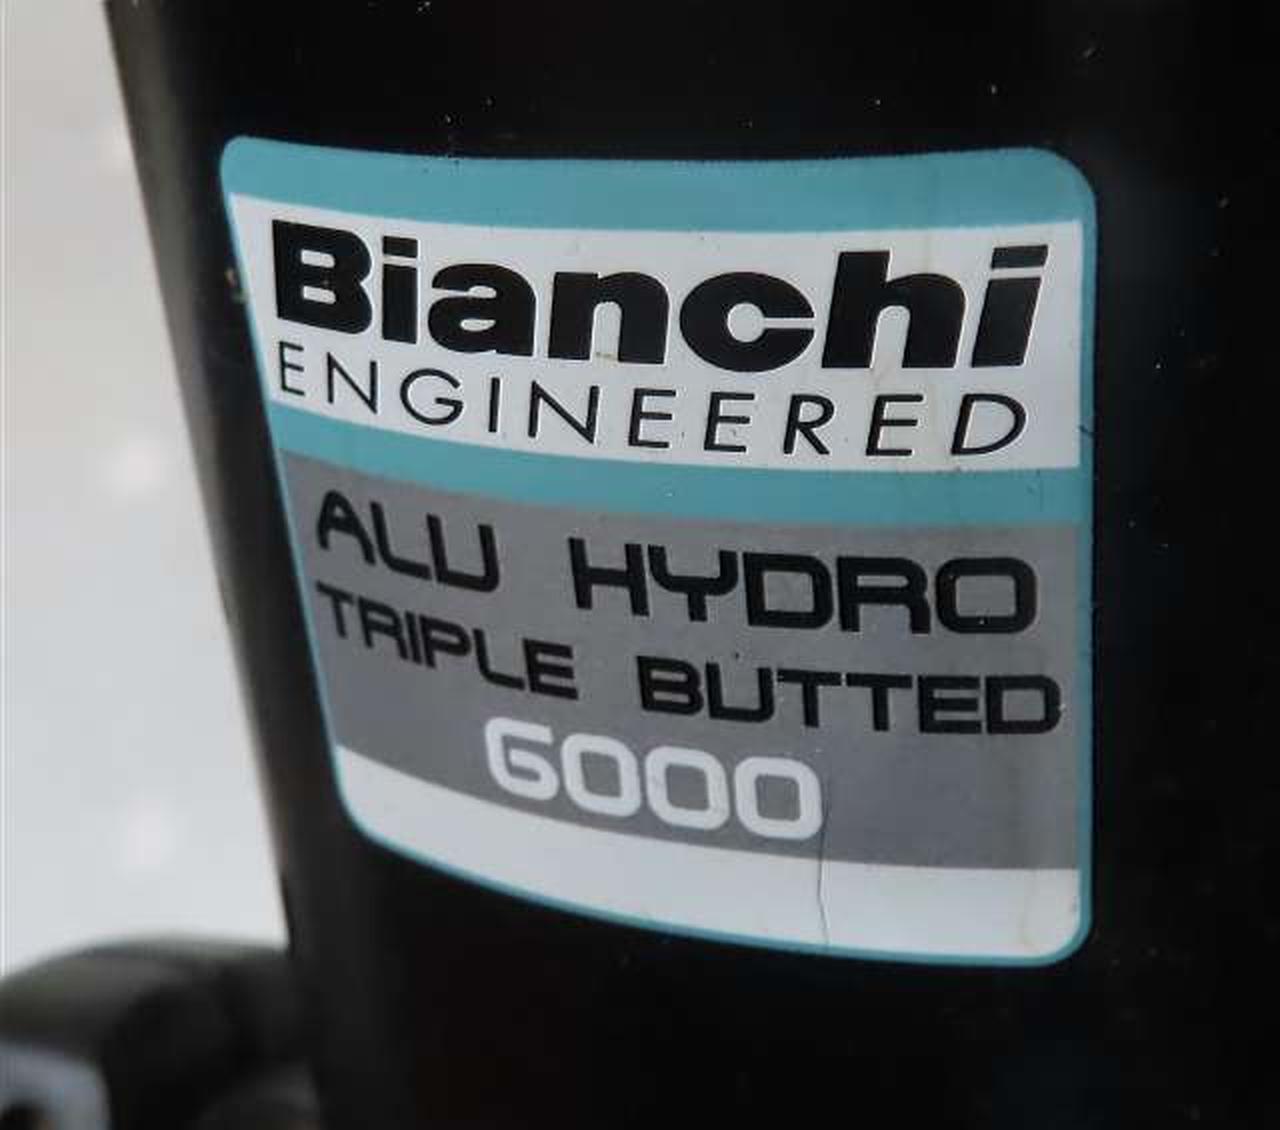 Bianchi
ENGINEERED
ALU HYDRO
TRIPLE BUTTED
6000